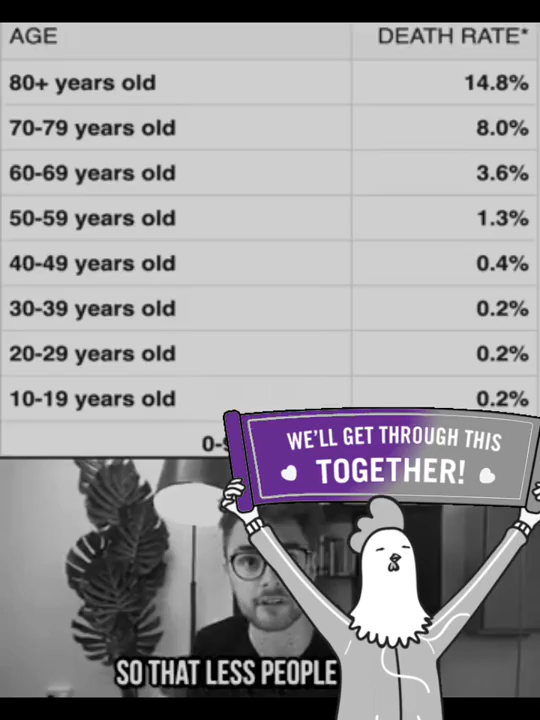 AGE DEATH RATE*
80+ years old 14.8%
70-79 years old 8.0%
60-69 years old 3.6%
50-59 years old 1.3%
40-49 years old 0.4%
30-39 years old 0.2%
20-29 years old 0.2%
10-19 years old 0.2%
WE'LL GET THROUGH THIS
TOGETHER!
SO THAT LESS PEOPLE